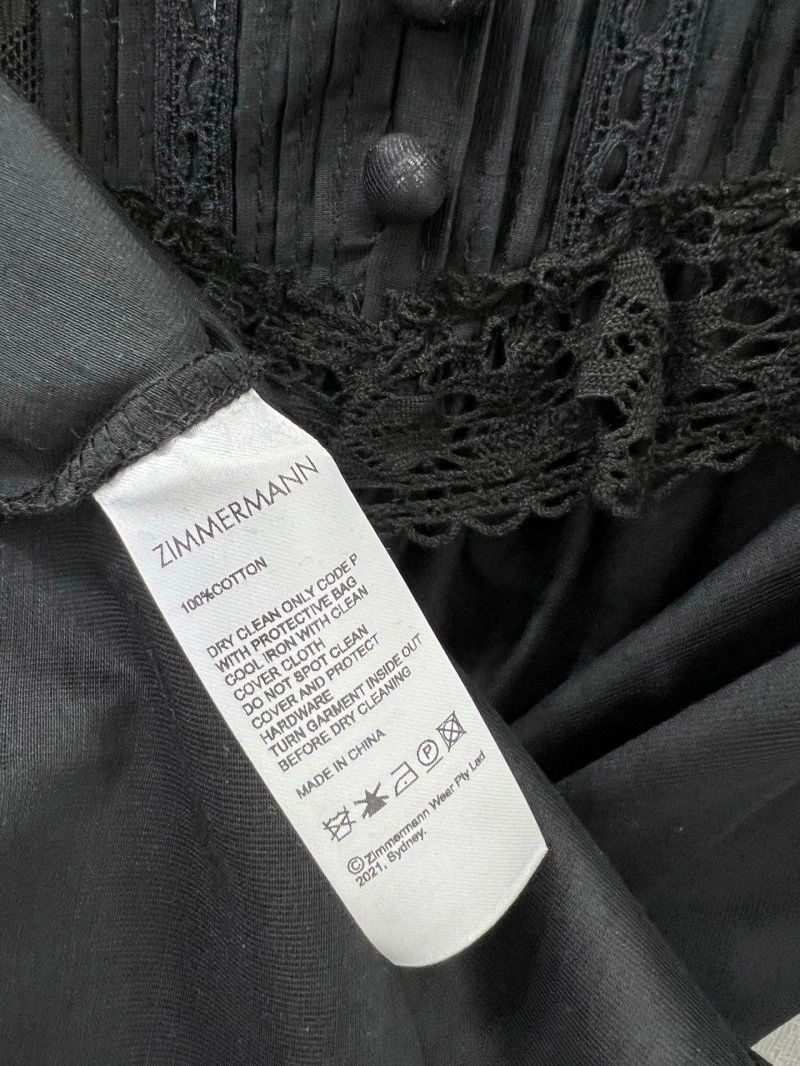 ZIMMERMANN
100%COTTON
DRY CLEAN ONLY CODE P
WITH PROTECTIVE BAG
COOL IRON WITH CLEAN
COVER CLOTH
DO NOT SPOT CLEAN
COVER AND PROTECT
HARDWARE
TURN GARMENT INSIDE OUT
BEFORE DRY CLEANING
MADE IN CHINA
P
©Zimmermann Wear Pty Lad
2021, Sydney.